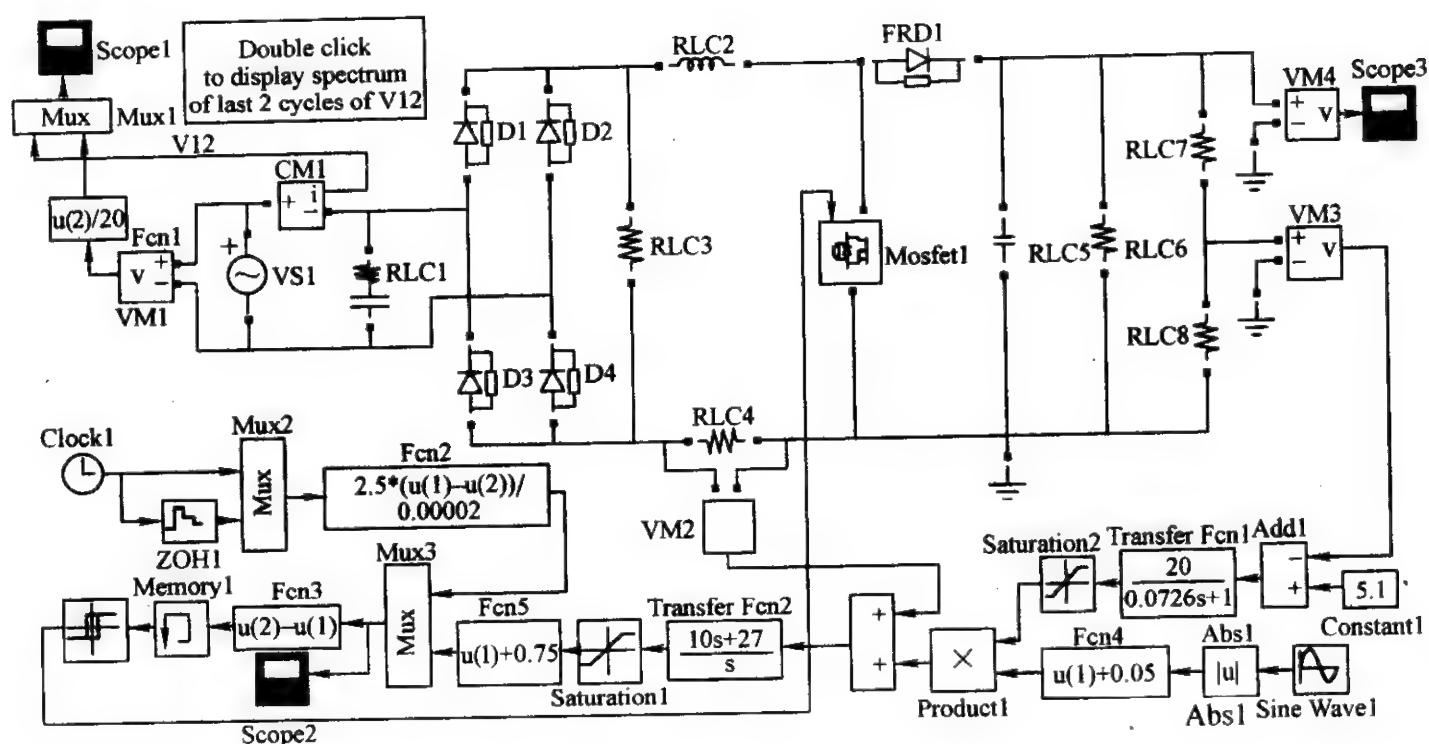 Scope1
Double click
to display spectrum
of last 2 cycles of V12
Mux
Mux1
V12
CM1
+ i
−
u(2)/20
Fcn1
+
v
−
VM1
+
VS1
RLC1
D1
D2
D3
D4
RLC2
RLC3
FRD1
Mosfet1
RLC5
RLC6
RLC7
RLC8
VM4
+
v
−
Scope3
VM3
+
v
−
RLC4
VM2
Clock1
Mux2
Mux
ZOH1
Fcn2
2.5*(u(1)−u(2))/
0.00002
Mux3
Mux
Memory1
Fcn3
u(2)−u(1)
Scope2
Fcn5
u(1)+0.75
Saturation1
Transfer Fcn2
10s+27
s
+
+
×
Product1
Saturation2
Transfer Fcn1
20
0.0726s+1
Add1
−
+
5.1
Constant1
Fcn4
u(1)+0.05
Abs1
|u|
Abs1
Sine Wave1